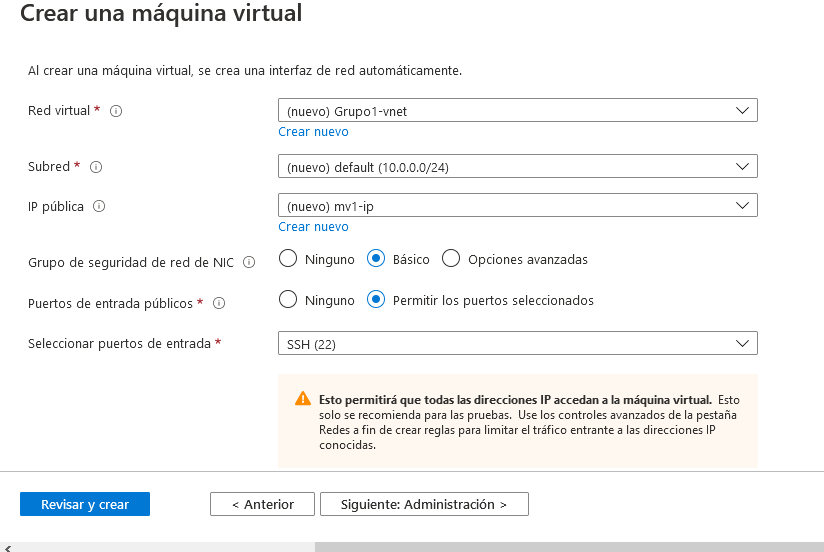 Crear una máquina virtual
Al crear una máquina virtual, se crea una interfaz de red automáticamente.
Red virtual *
(nuevo) Grupo1-vnet
Crear nuevo
Subred *
(nuevo) default (10.0.0.0/24)
IP pública
(nuevo) mv1-ip
Crear nuevo
Grupo de seguridad de red de NIC
Ninguno Básico Opciones avanzadas
Puertos de entrada públicos *
Ninguno Permitir los puertos seleccionados
Seleccionar puertos de entrada *
SSH (22)
Esto permitirá que todas las direcciones IP accedan a la máquina virtual. Esto
solo se recomienda para las pruebas. Use los controles avanzados de la pestaña
Redes a fin de crear reglas para limitar el tráfico entrante a las direcciones IP
conocidas.
Revisar y crear
< Anterior
Siguiente: Administración >